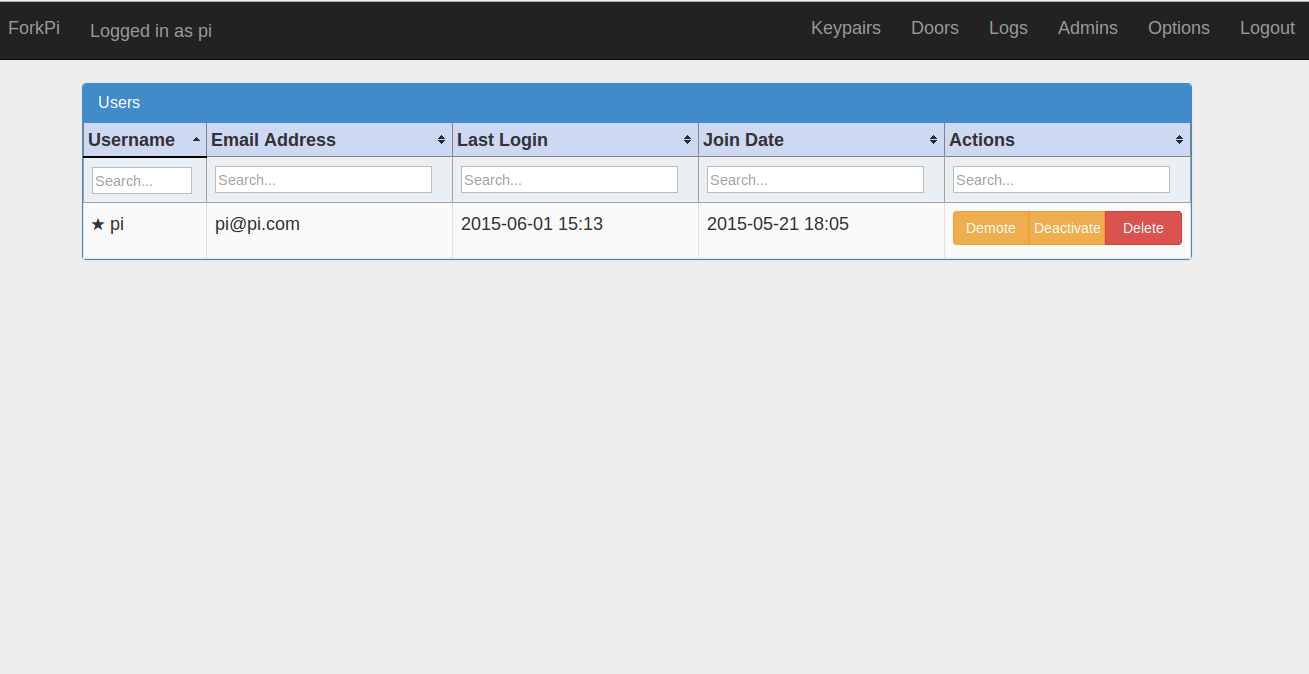 ForkPi Logged in as pi Keypairs Doors Logs Admins Options Logout
Users
Username Email Address Last Login Join Date Actions
Search... Search... Search... Search... Search...
★ pi pi@pi.com 2015-06-01 15:13 2015-05-21 18:05 Demote Deactivate Delete